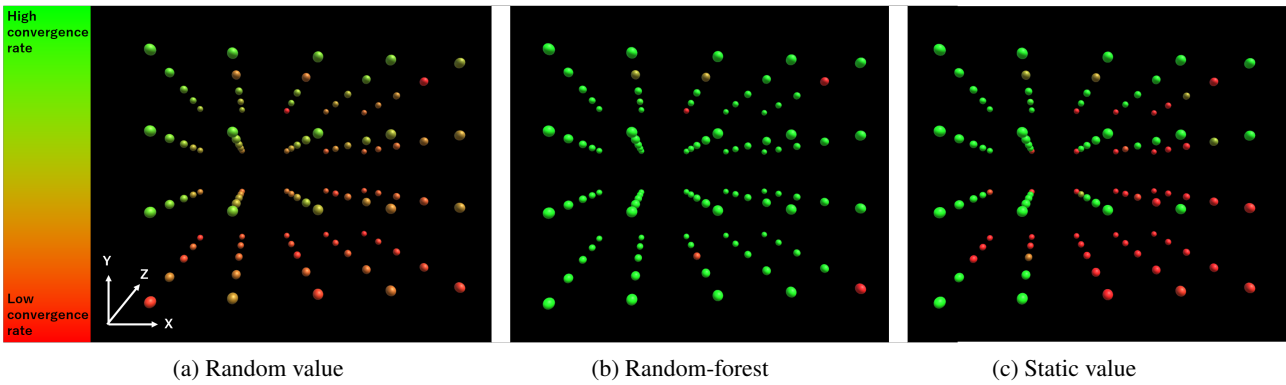 High
convergence
rate
Low
convergence
rate
Y
Z
X
(a) Random value
(b) Random-forest
(c) Static value